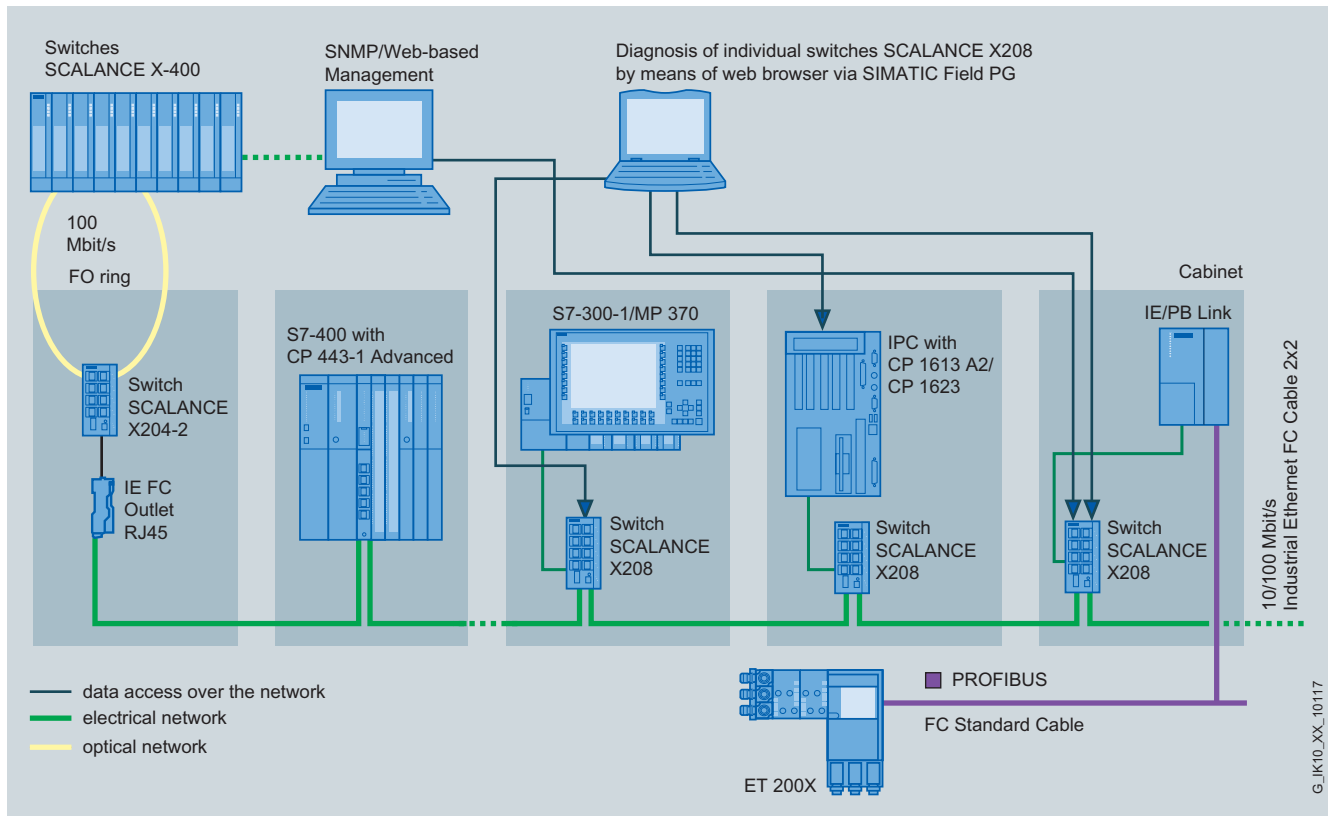 Switches
SCALANCE X-400
SNMP/Web-based
Management
Diagnosis of individual switches SCALANCE X208
by means of web browser via SIMATIC Field PG
100
Mbit/s
FO ring
Cabinet
Switch
SCALANCE
X204-2
IE FC
Outlet
RJ45
S7-400 with
CP 443-1 Advanced
S7-300-1/MP 370
Switch
SCALANCE
X208
IPC with
CP 1613 A2/
CP 1623
Switch
SCALANCE
X208
IE/PB Link
Switch
SCALANCE
X208
10/100 Mbit/s
Industrial Ethernet FC Cable 2x2
data access over the network
electrical network
optical network
PROFIBUS
FC Standard Cable
ET 200X
G_IK10_XX_10117